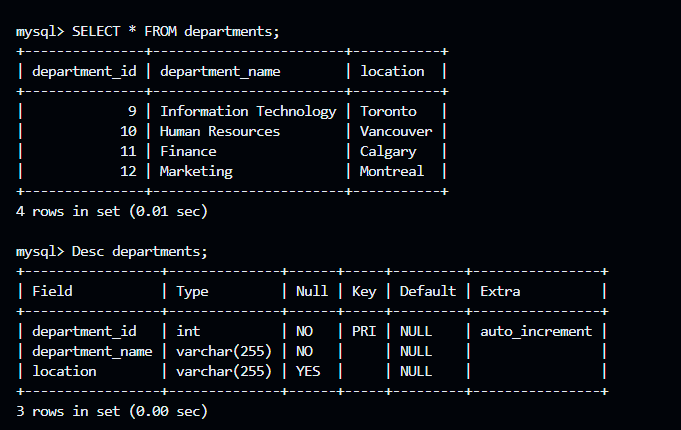 mysql> SELECT * FROM departments;
+---------------+------------------------+-----------+
| department_id | department_name        | location  |
+---------------+------------------------+-----------+
|             9 | Information Technology | Toronto   |
|            10 | Human Resources        | Vancouver |
|            11 | Finance                | Calgary   |
|            12 | Marketing              | Montreal  |
+---------------+------------------------+-----------+
4 rows in set (0.01 sec)

mysql> Desc departments;
+-----------------+--------------+------+-----+---------+----------------+
| Field           | Type         | Null | Key | Default | Extra          |
+-----------------+--------------+------+-----+---------+----------------+
| department_id   | int          | NO   | PRI | NULL    | auto_increment |
| department_name | varchar(255) | NO   |     | NULL    |                |
| location        | varchar(255) | YES  |     | NULL    |                |
+-----------------+--------------+------+-----+---------+----------------+
3 rows in set (0.00 sec)